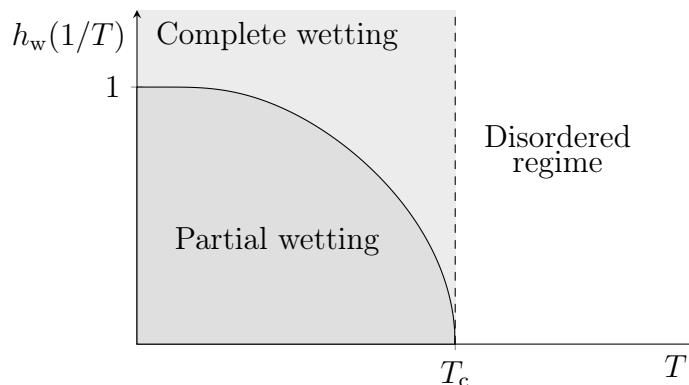 h_w(1/T)
Complete wetting
1
Disordered
regime
Partial wetting
T_c
T